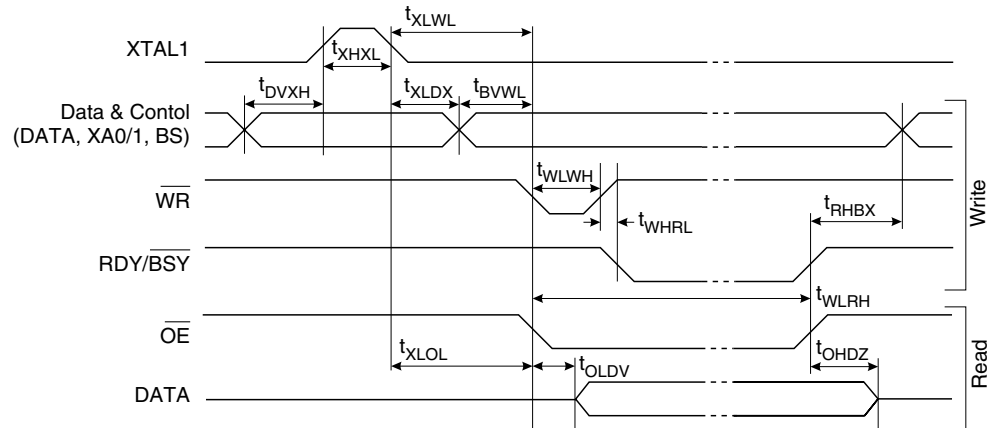 tXLWL
XTAL1
tXHXL
tDVXH
tXLDX
tBVWL
Data & Contol
(DATA, XA0/1, BS)
tWLWH
WR
tWHRL
tRHBX
Write
RDY/BSY
tWLRH
OE
tXLOL
tOHDZ
tOLDV
Read
DATA